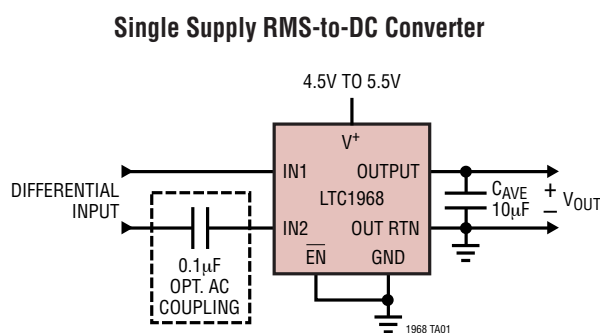 Single Supply RMS-to-DC Converter
4.5V TO 5.5V
V+
IN1
OUTPUT
LTC1968
DIFFERENTIAL
INPUT
CAVE
10µF
+
–
VOUT
IN2
OUT RTN
EN
GND
0.1µF
OPT. AC
COUPLING
1968 TA01